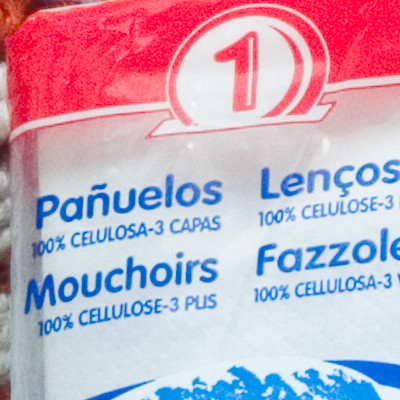 1
Pañuelos
100% CELULOSA-3 CAPAS
Mouchoirs
100% CELLULOSE-3 PLIS
Lenços
100% CELULOSE-3
Fazzole
100% CELLULOSA-3 V